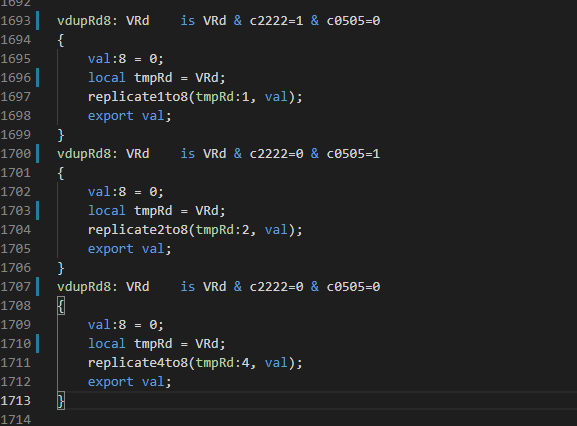 1692
1693 vdupRd8: VRd    is VRd & c2222=1 & c0505=0
1694 {
1695     val:8 = 0;
1696     local tmpRd = VRd;
1697     replicate1to8(tmpRd:1, val);
1698     export val;
1699 }
1700 vdupRd8: VRd    is VRd & c2222=0 & c0505=1
1701 {
1702     val:8 = 0;
1703     local tmpRd = VRd;
1704     replicate2to8(tmpRd:2, val);
1705     export val;
1706 }
1707 vdupRd8: VRd    is VRd & c2222=0 & c0505=0
1708 {
1709     val:8 = 0;
1710     local tmpRd = VRd;
1711     replicate4to8(tmpRd:4, val);
1712     export val;
1713 }
1714